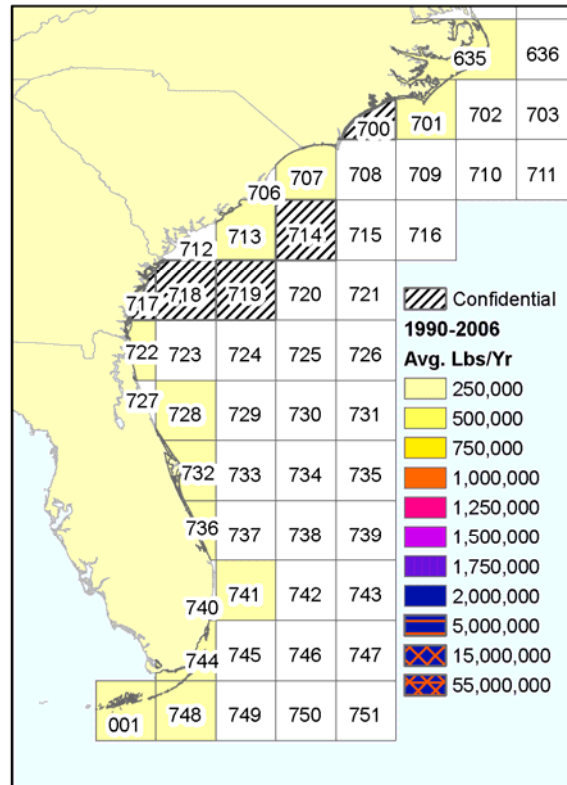 635 636
700 701 702 703
706 707 708 709 710 711
712 713 714 715 716
717 718 719 720 721
722 723 724 725 726
727 728 729 730 731
732 733 734 735
736 737 738 739
740 741 742 743
744 745 746 747
001 748 749 750 751
Confidential
1990-2006
Avg. Lbs/Yr
250,000
500,000
750,000
1,000,000
1,250,000
1,500,000
1,750,000
2,000,000
5,000,000
15,000,000
55,000,000